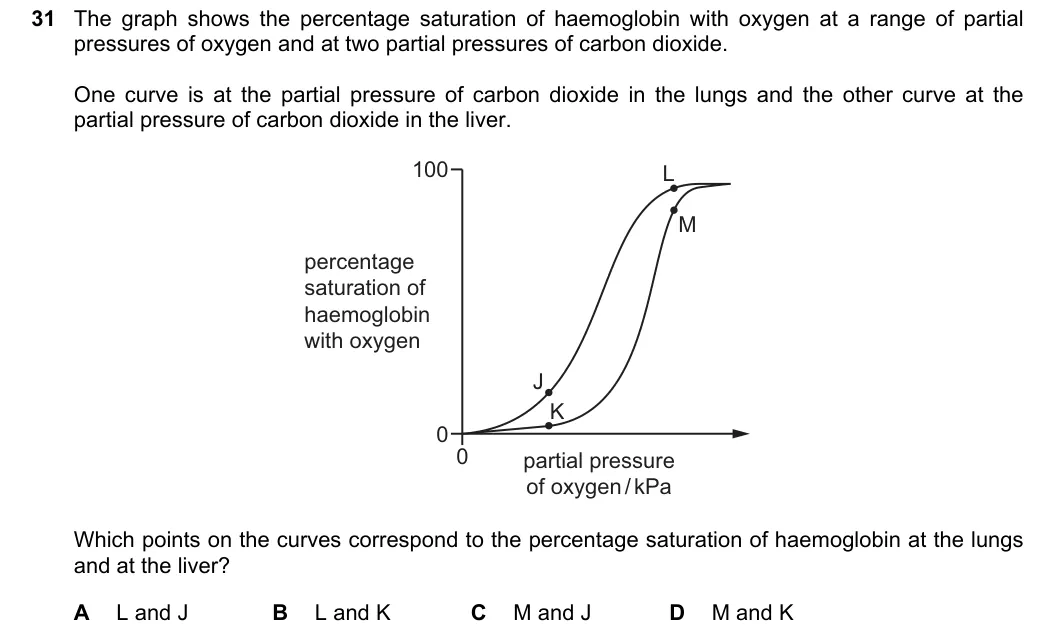 31 The graph shows the percentage saturation of haemoglobin with oxygen at a range of partial
pressures of oxygen and at two partial pressures of carbon dioxide.
One curve is at the partial pressure of carbon dioxide in the lungs and the other curve at the
partial pressure of carbon dioxide in the liver.
100
L
M
percentage
saturation of
haemoglobin
with oxygen
J
K
0
0
partial pressure
of oxygen / kPa
Which points on the curves correspond to the percentage saturation of haemoglobin at the lungs
and at the liver?
A L and J B L and K C M and J D M and K